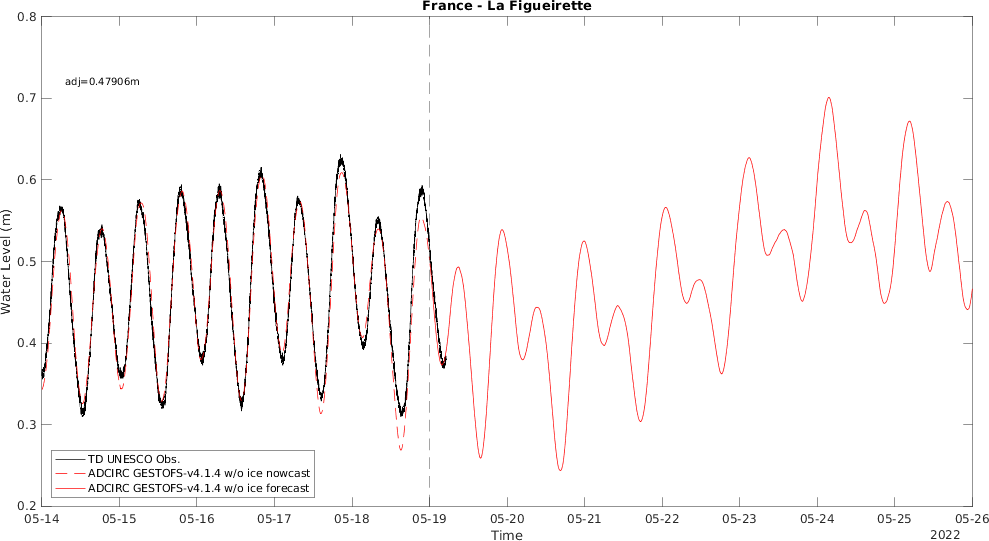 France - La Figueirette
0.8
0.7
0.6
0.5
0.4
0.3
0.2
Water Level (m)
adj=0.47906m
TD UNESCO Obs.
ADCIRC GESTOFS-v4.1.4 w/o ice nowcast
ADCIRC GESTOFS-v4.1.4 w/o ice forecast
05-14 05-15 05-16 05-17 05-18 05-19 05-20 05-21 05-22 05-23 05-24 05-25 05-26
Time
2022